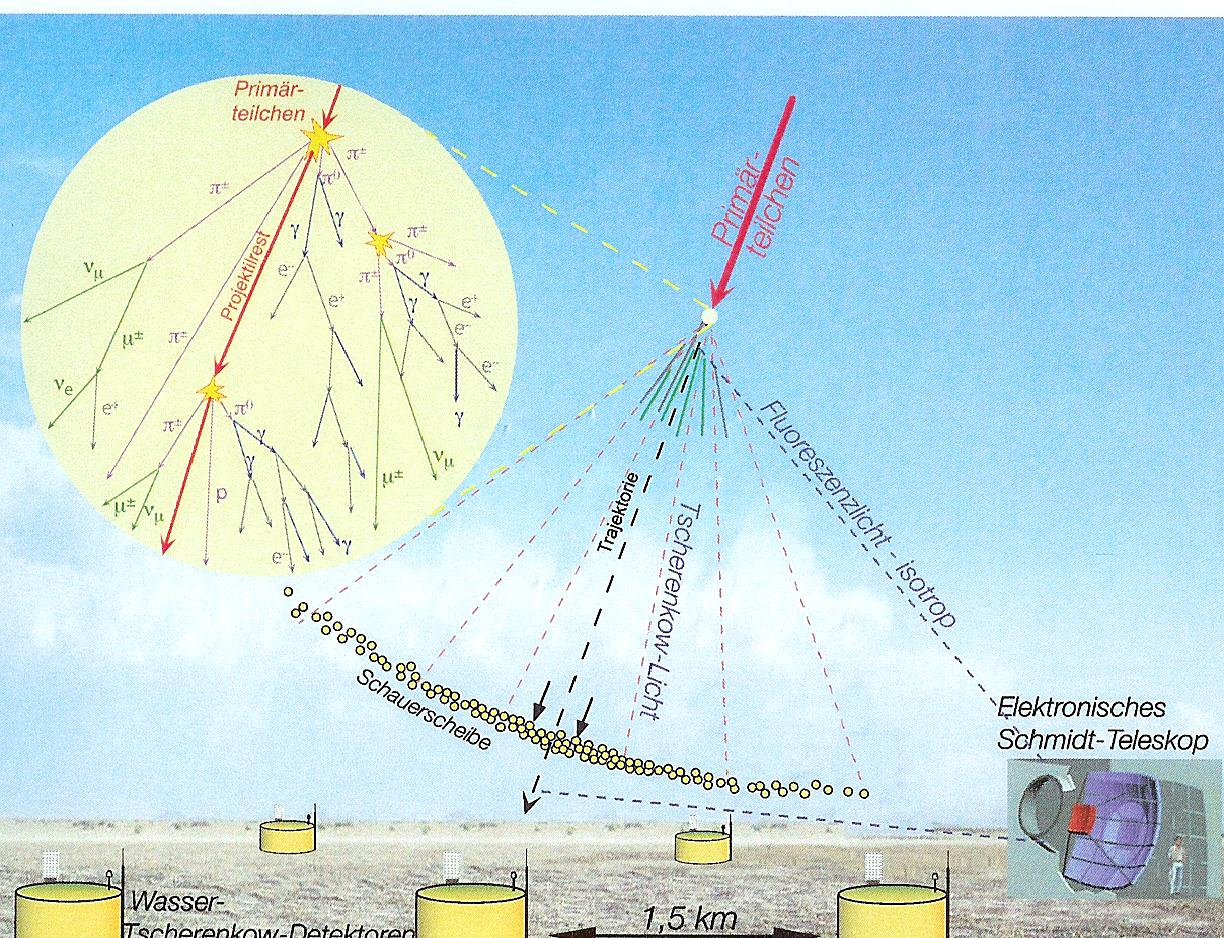 Primär-
teilchen
π±
π±
π⁰
γ
γ
π±
π⁰
π±
γ
γ
e⁺
e⁻
e⁻
γ
e⁻
e⁺
νμ
μ±
νe
e⁺
π±
Projektilrest
π±
π⁰
γ
γ
p
μ±
νμ
e⁻
γ
μ±
νμ
Primär-
teilchen
Fluoreszenzlicht - isotrop
Trajektorie
Tscherenkow-Licht
Schauerscheibe
Elektronisches
Schmidt-Teleskop
Wasser-
Tscherenkow-Detektoren
1,5 km